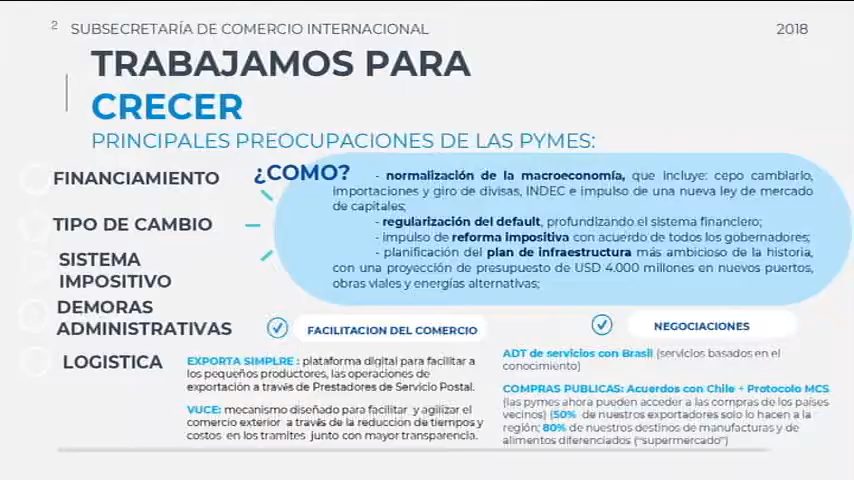 2 SUBSECRETARÍA DE COMERCIO INTERNACIONAL
2018
TRABAJAMOS PARA
CRECER
PRINCIPALES PREOCUPACIONES DE LAS PYMES:
FINANCIAMIENTO
TIPO DE CAMBIO
SISTEMA
IMPOSITIVO
DEMORAS
ADMINISTRATIVAS
LOGISTICA
¿COMO?
- normalización de la macroeconomía, que incluye: cepo cambiario,
importaciones y giro de divisas, INDEC e impulso de una nueva ley de mercado
de capitales;
- regularización del default, profundizando el sistema financiero;
- impulso de reforma impositiva con acuerdo de todos los gobernadores;
- planificación del plan de infraestructura más ambicioso de la historia,
con una proyección de presupuesto de USD 4.000 millones en nuevos puertos,
obras viales y energías alternativas;
FACILITACION DEL COMERCIO
EXPORTA SIMPLRE : plataforma digital para facilitar a
los pequeños productores, las operaciones de
exportación a través de Prestadores de Servicio Postal.
VUCE: mecanismo diseñado para facilitar y agilizar el
comercio exterior a través de la reducción de tiempos y
costos en los tramites junto con mayor transparencia.
NEGOCIACIONES
ADT de servicios con Brasil (servicios basados en el
conocimiento)
COMPRAS PUBLICAS: Acuerdos con Chile + Protocolo MCS
(las pymes ahora pueden acceder a las compras de los países
vecinos) (50% de nuestros exportadores solo lo hacen a la
región; 80% de nuestros destinos de manufacturas y de
alimentos diferenciados ("supermercado")